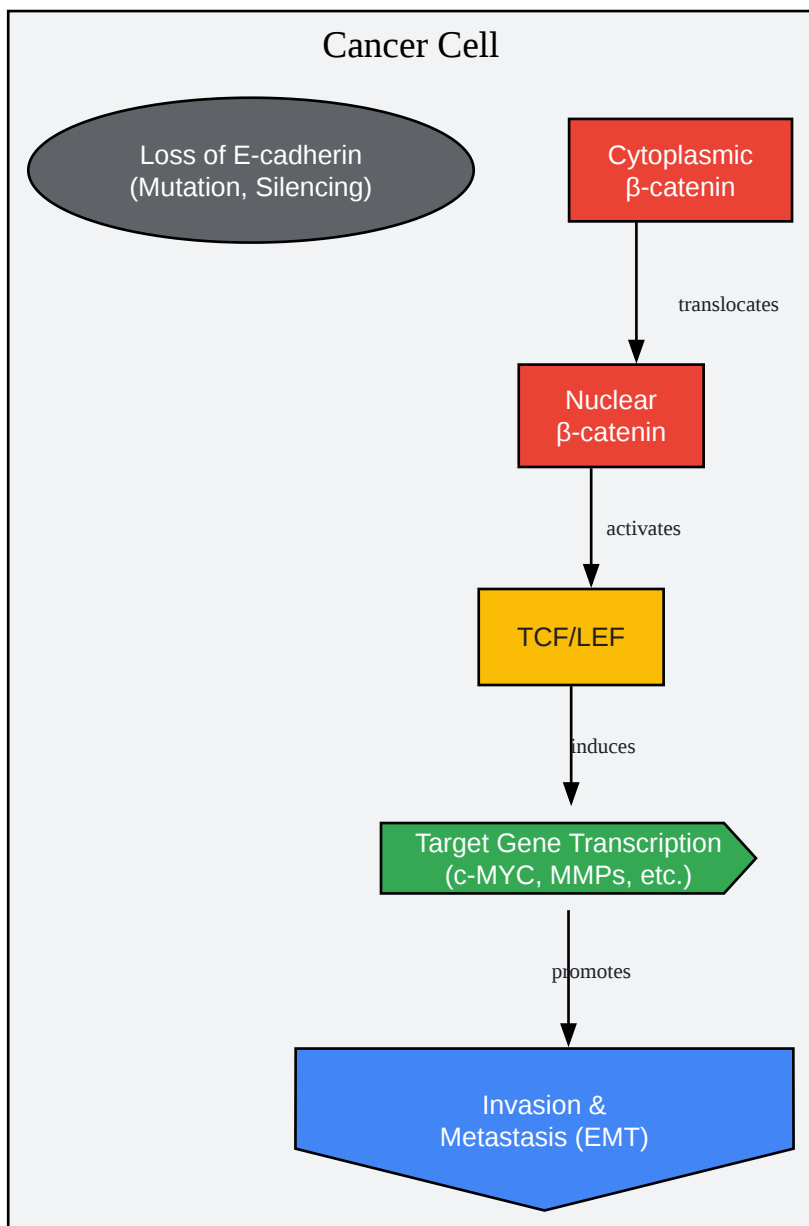 Cancer Cell
Loss of E-cadherin
(Mutation, Silencing)
Cytoplasmic
β-catenin
translocates
Nuclear
β-catenin
activates
TCF/LEF
induces
Target Gene Transcription
(c-MYC, MMPs, etc.)
promotes
Invasion &
Metastasis (EMT)